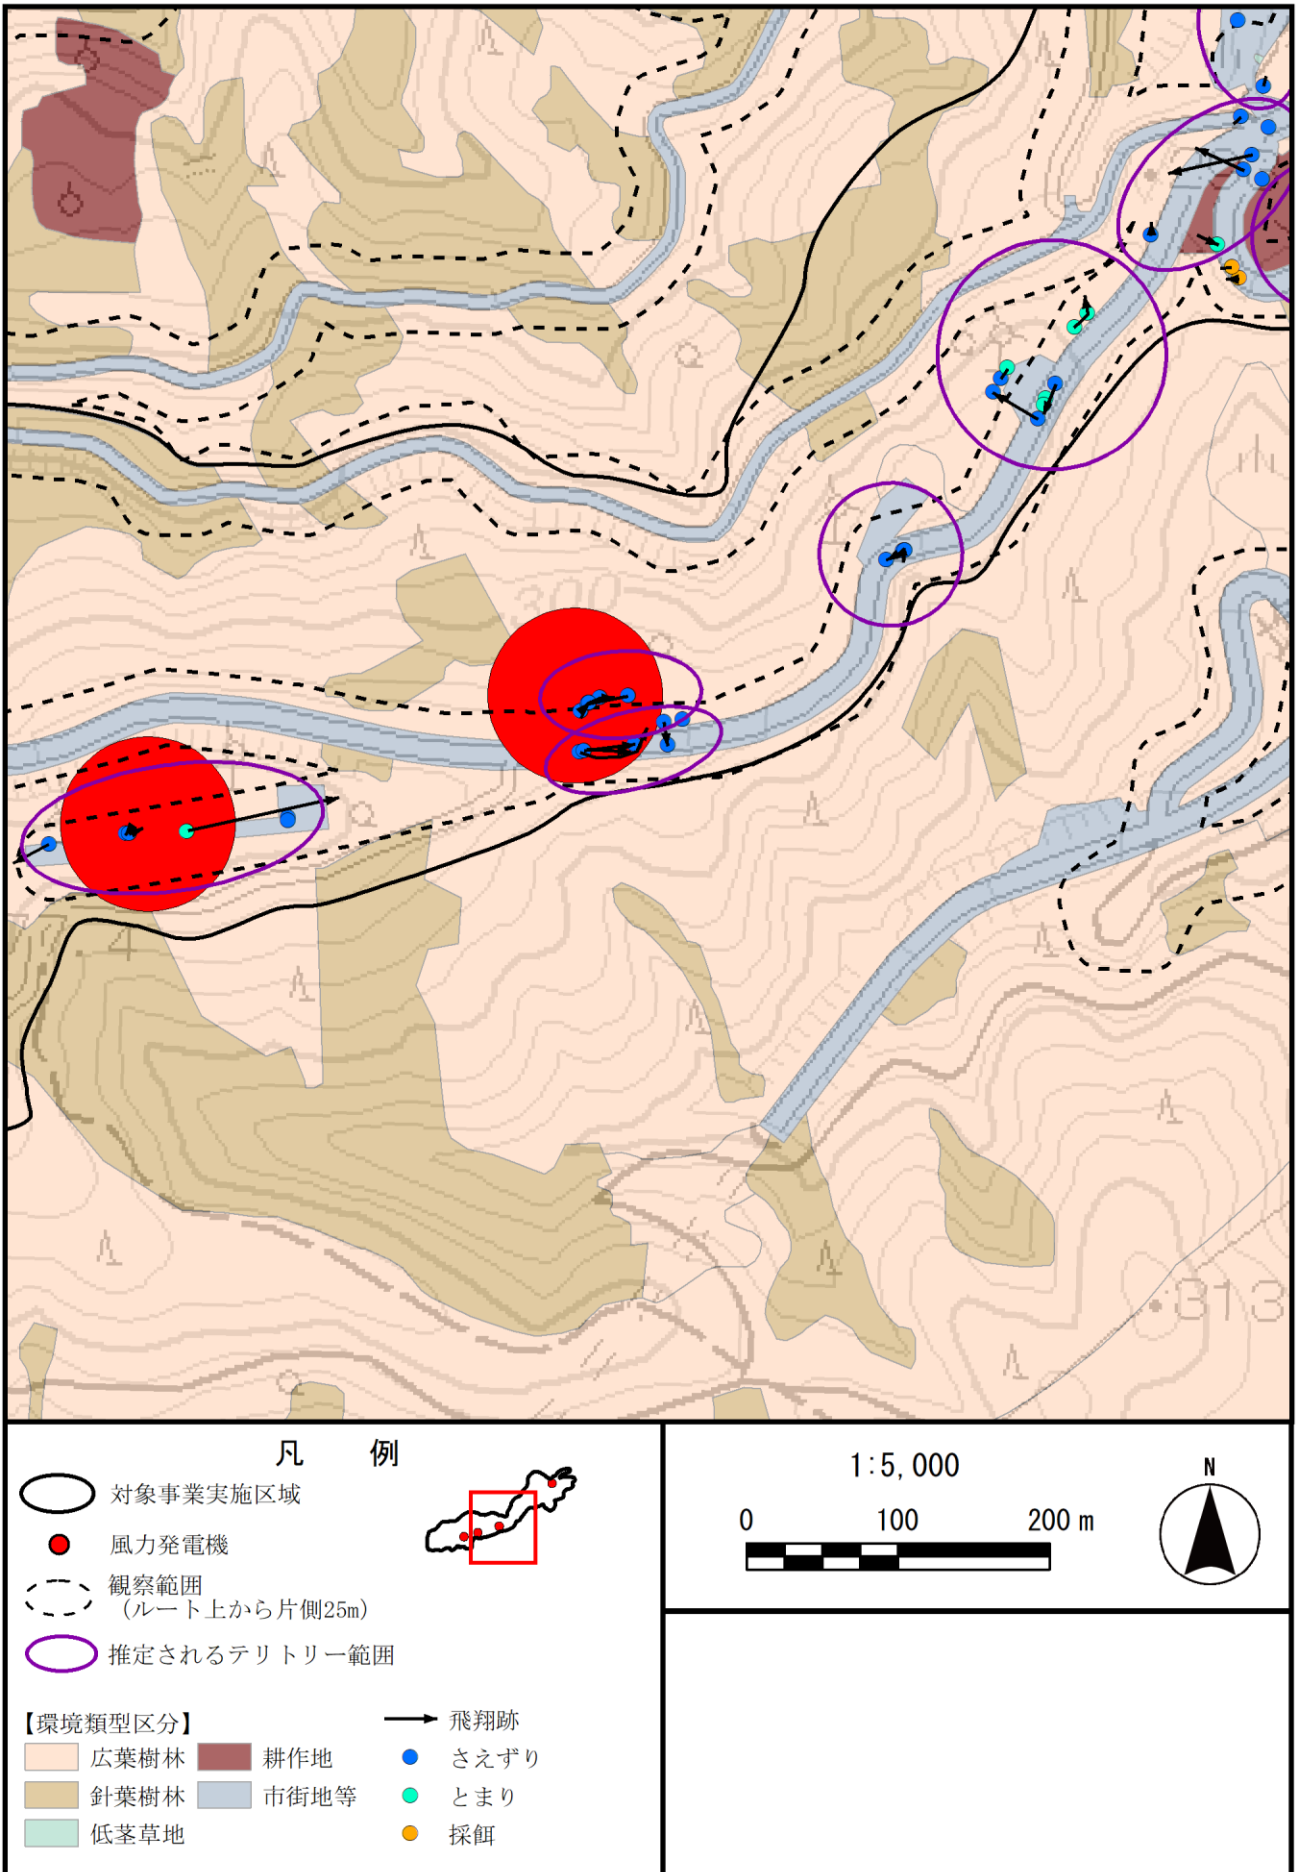 300
77.4
313
凡　例
対象事業実施区域
風力発電機
観察範囲
(ルート上から片側25m)
推定されるテリトリー範囲
【環境類型区分】
広葉樹林
耕作地
針葉樹林
市街地等
低茎草地
飛翔跡
さえずり
とまり
採餌
1:5,000
0 100 200 m
N